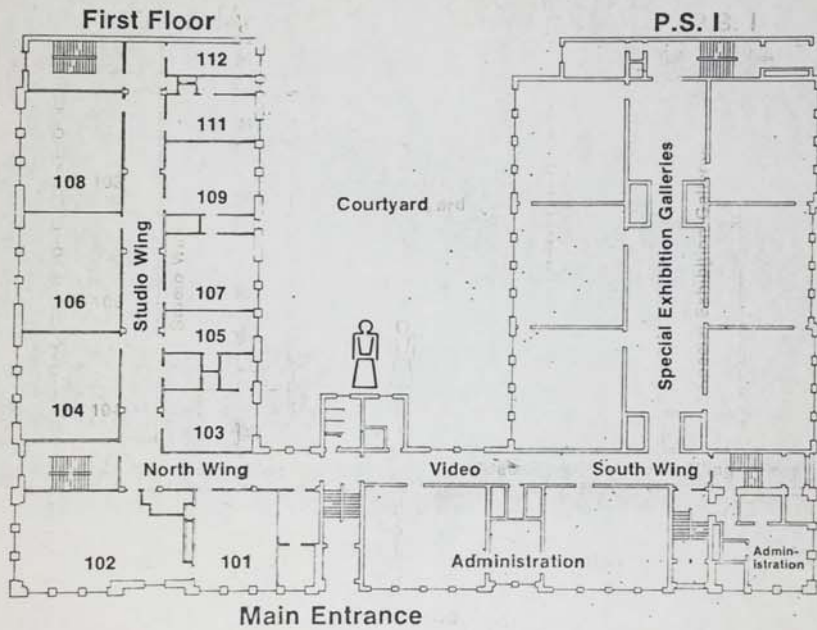 First Floor
P.S. I
112
111
108
109
Courtyard
Studio Wing
Special Exhibition Galleries
106
107
105
104
103
North Wing
Video
South Wing
102
101
Administration
Admin-
istration
Main Entrance